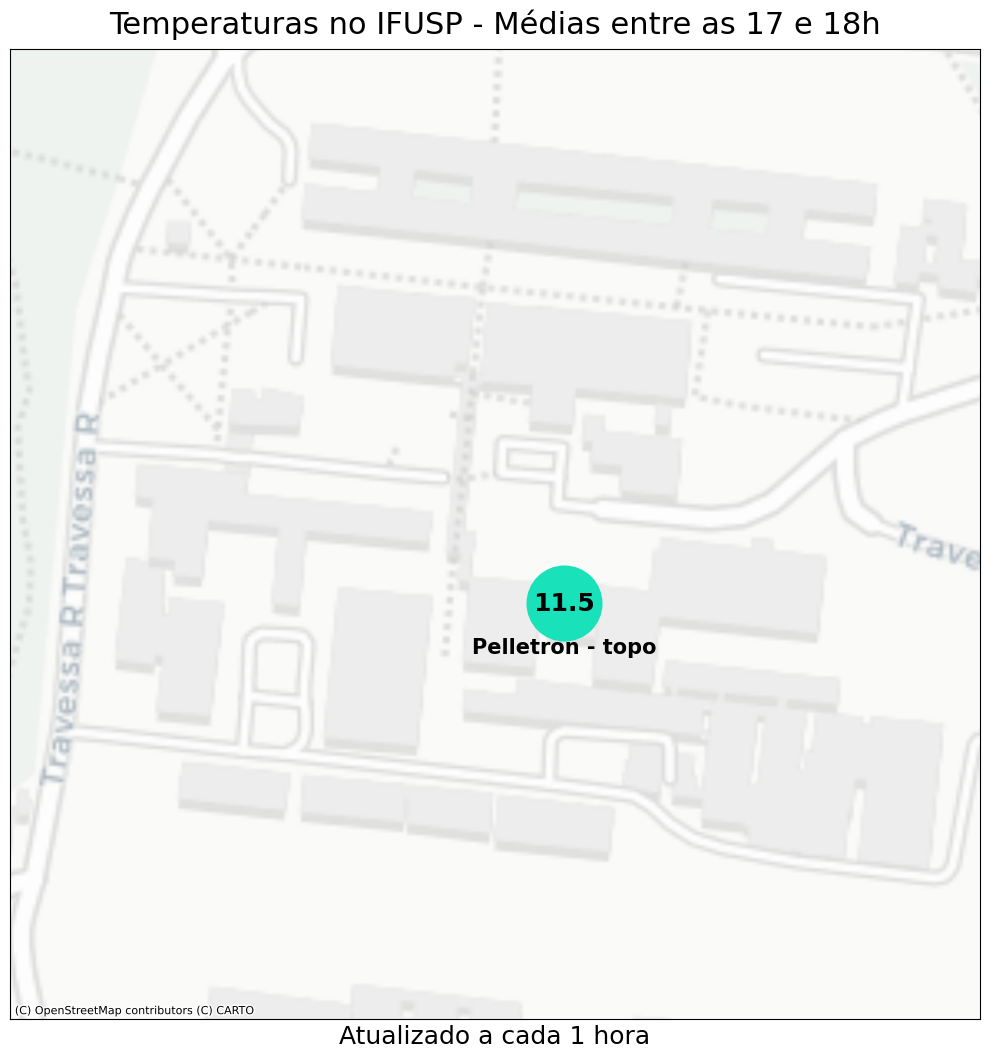 Temperaturas no IFUSP - Médias entre as 17 e 18h
Travessa R Travessa R
Trave
11.5
Pelletron - topo
(C) OpenStreetMap contributors (C) CARTO
Atualizado a cada 1 hora